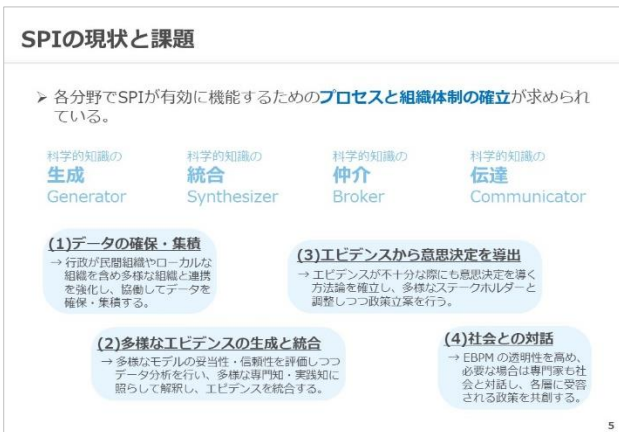 SPIの現状と課題
➢ 各分野でSPIが有効に機能するためのプロセスと組織体制の確立が求められ
ている。
科学的知識の
生成
Generator
科学的知識の
統合
Synthesizer
科学的知識の
仲介
Broker
科学的知識の
伝達
Communicator
(1)データの確保・集積
→ 行政が民間組織やローカルな
組織を含め多様な組織と連携
を強化し、協働してデータを
確保・集積する。
(3)エビデンスから意思決定を導出
→ エビデンスが不十分な際にも意思決定を導く
方法論を確立し、多様なステークホルダーと
調整しつつ政策立案を行う。
(2)多様なエビデンスの生成と統合
→ 多様なモデルの妥当性・信頼性を評価しつつ
データ分析を行い、多様な専門知・実践知に
照らして解釈し、エビデンスを統合する。
(4)社会との対話
→ EBPM の透明性を高め、
必要な場合は専門家も社
会と対話し、各層に受容
される政策を共創する。
5